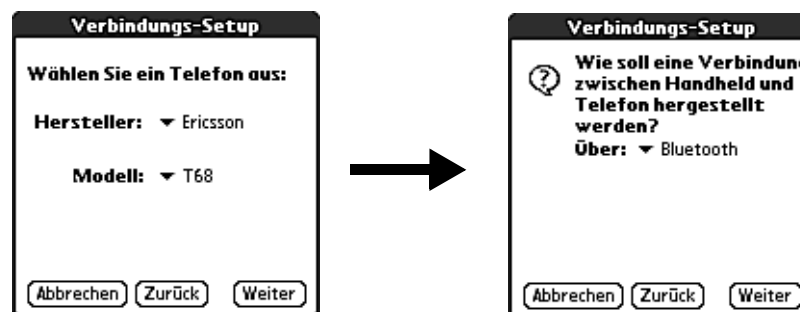 Verbindungs-Setup
Wählen Sie ein Telefon aus:
Hersteller: Ericsson
Modell: T68
Abbrechen Zurück Weiter
Verbindungs-Setup
Wie soll eine Verbindung
zwischen Handheld und
Telefon hergestellt
werden?
Über: Bluetooth
Abbrechen Zurück Weiter